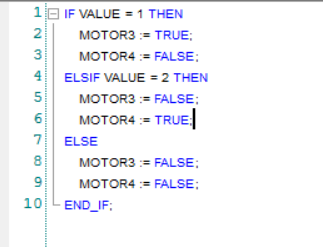 1 IF VALUE = 1 THEN
2 MOTOR3 := TRUE;
3 MOTOR4 := FALSE;
4 ELSIF VALUE = 2 THEN
5 MOTOR3 := FALSE;
6 MOTOR4 := TRUE;
7 ELSE
8 MOTOR3 := FALSE;
9 MOTOR4 := FALSE;
10 END_IF;